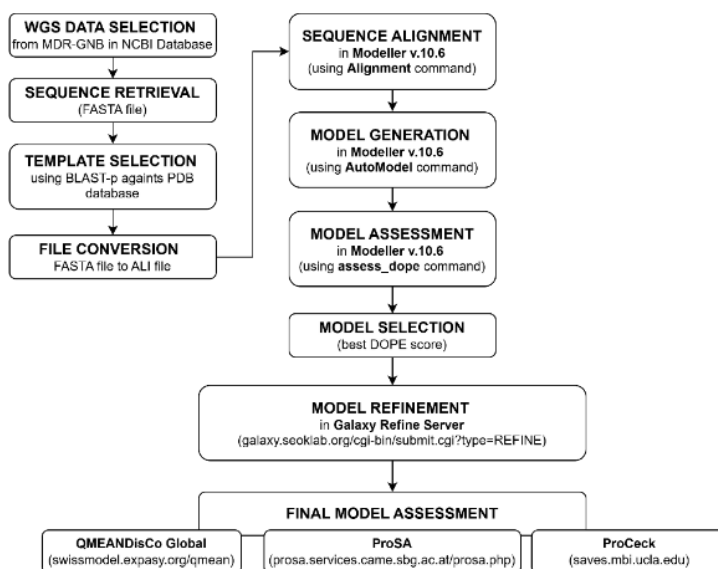 WGS DATA SELECTION
from MDR-GNB in NCBI Database
SEQUENCE RETRIEVAL
(FASTA file)
TEMPLATE SELECTION
using BLAST-p againts PDB
database
FILE CONVERSION
FASTA file to ALI file
SEQUENCE ALIGNMENT
in Modeller v.10.6
(using Alignment command)
MODEL GENERATION
in Modeller v.10.6
(using AutoModel command)
MODEL ASSESSMENT
in Modeller v.10.6
(using assess_dope command)
MODEL SELECTION
(best DOPE score)
MODEL REFINEMENT
in Galaxy Refine Server
(galaxy.seoklab.org/cgi-bin/submit.cgi?type=REFINE)
FINAL MODEL ASSESSMENT
QMEANDisCo Global
(swissmodel.expasy.org/qmean)
ProSA
(prosa.services.came.sbg.ac.at/prosa.php)
ProCeck
(saves.mbi.ucla.edu)